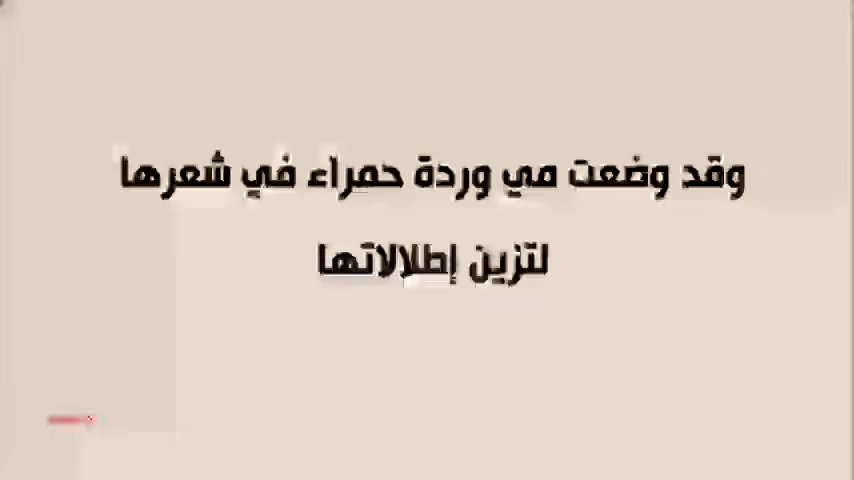 وقد وضعت مي وردة حمراء في شعرها
لتزين إطلالاتها